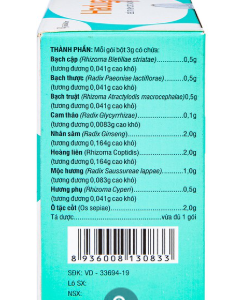 THÀNH PHẦN: Mỗi gói bột 3g có chứa:
Bạch cập (Rhizoma Bletillae striatae) ...0,5g
(tương đương 0,041g cao khô)
Bạch thược (Radix Paeoniae lactiflorae) ...0,5g
(tương đương 0,041g cao khô)
Bạch truật (Radix Atractylodis macrocephalae) 0,5g
(tương đương 0,041g cao khô)
Cam thảo (Radix Glycyrrhizae) ...0,1g
(tương đương 0,0083g cao khô)
Nhân sâm (Radix Ginseng) ...2,0g
(tương đương 0,164g cao khô)
Hoàng liên (Rhizoma Coptidis) ...2,0g
(tương đương 0,164g cao khô)
Mộc hương (Radix Saussureae lappae) ...1,0g
(tương đương 0,083g cao khô)
Hương phụ (Rhizoma Cyperi) ...0,5g
(tương đương 0,041g cao khô)
Ô tặc cốt (Os sepiae) ...2,0g
Tá dược ...vừa đủ 1 gói
8 936008 130833
SĐK: VD - 33694-19
Lô SX:
NSX: